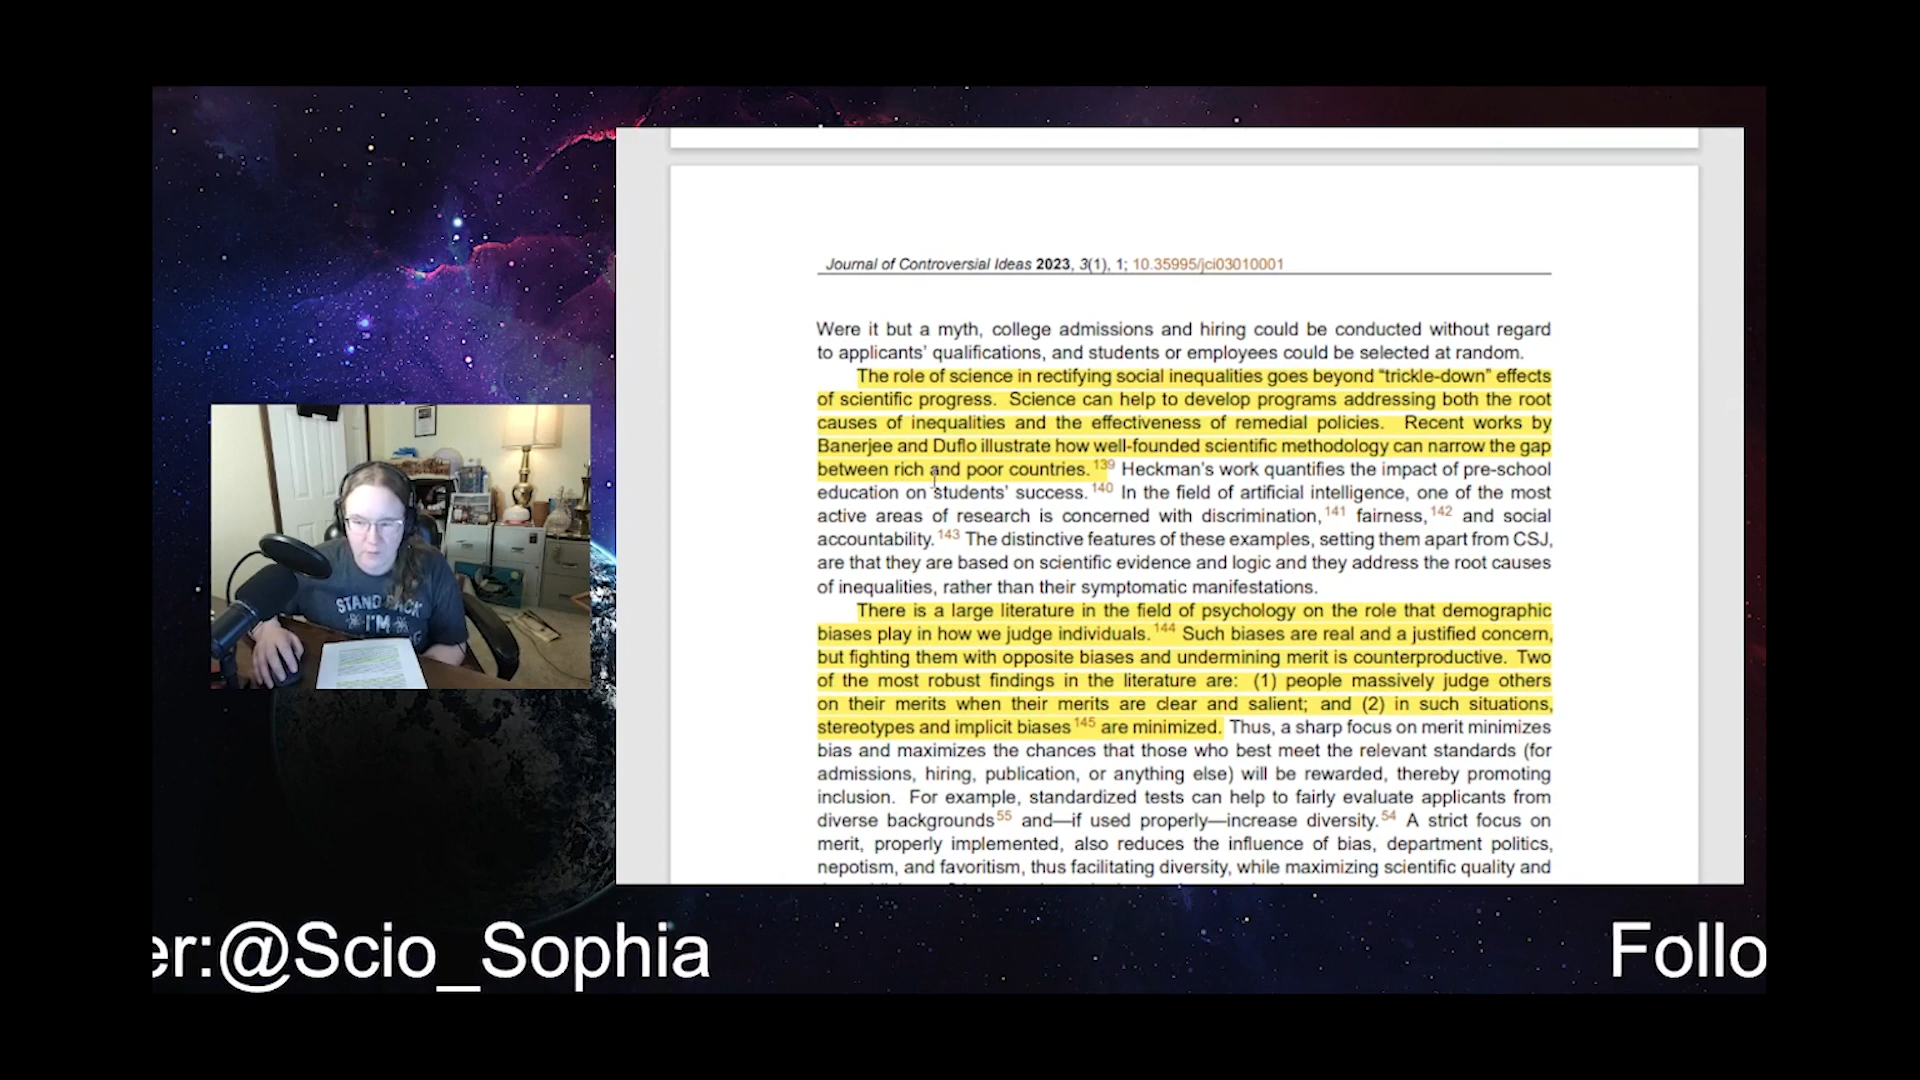 Journal of Controversial Ideas 2023, 3(1), 1; 10.35995/jci03010001
Were it but a myth, college admissions and hiring could be conducted without regard
to applicants' qualifications, and students or employees could be selected at random.
The role of science in rectifying social inequalities goes beyond "trickle-down" effects
of scientific progress. Science can help to develop programs addressing both the root
causes of inequalities and the effectiveness of remedial policies. Recent works by
Banerjee and Duflo illustrate how well-founded scientific methodology can narrow the gap
between rich and poor countries.139 Heckman's work quantifies the impact of pre-school
education on students' success.140 In the field of artificial intelligence, one of the most
active areas of research is concerned with discrimination,141 fairness,142 and social
accountability.143 The distinctive features of these examples, setting them apart from CSJ,
are that they are based on scientific evidence and logic and they address the root causes
of inequalities, rather than their symptomatic manifestations.
There is a large literature in the field of psychology on the role that demographic
biases play in how we judge individuals.144 Such biases are real and a justified concern,
but fighting them with opposite biases and undermining merit is counterproductive. Two
of the most robust findings in the literature are: (1) people massively judge others
on their merits when their merits are clear and salient; and (2) in such situations,
stereotypes and implicit biases145 are minimized. Thus, a sharp focus on merit minimizes
bias and maximizes the chances that those who best meet the relevant standards (for
admissions, hiring, publication, or anything else) will be rewarded, thereby promoting
inclusion. For example, standardized tests can help to fairly evaluate applicants from
diverse backgrounds55 and—if used properly—increase diversity.54 A strict focus on
merit, properly implemented, also reduces the influence of bias, department politics,
nepotism, and favoritism, thus facilitating diversity, while maximizing scientific quality and
STAND BACK
I'M
er:@Scio_Sophia
Follo